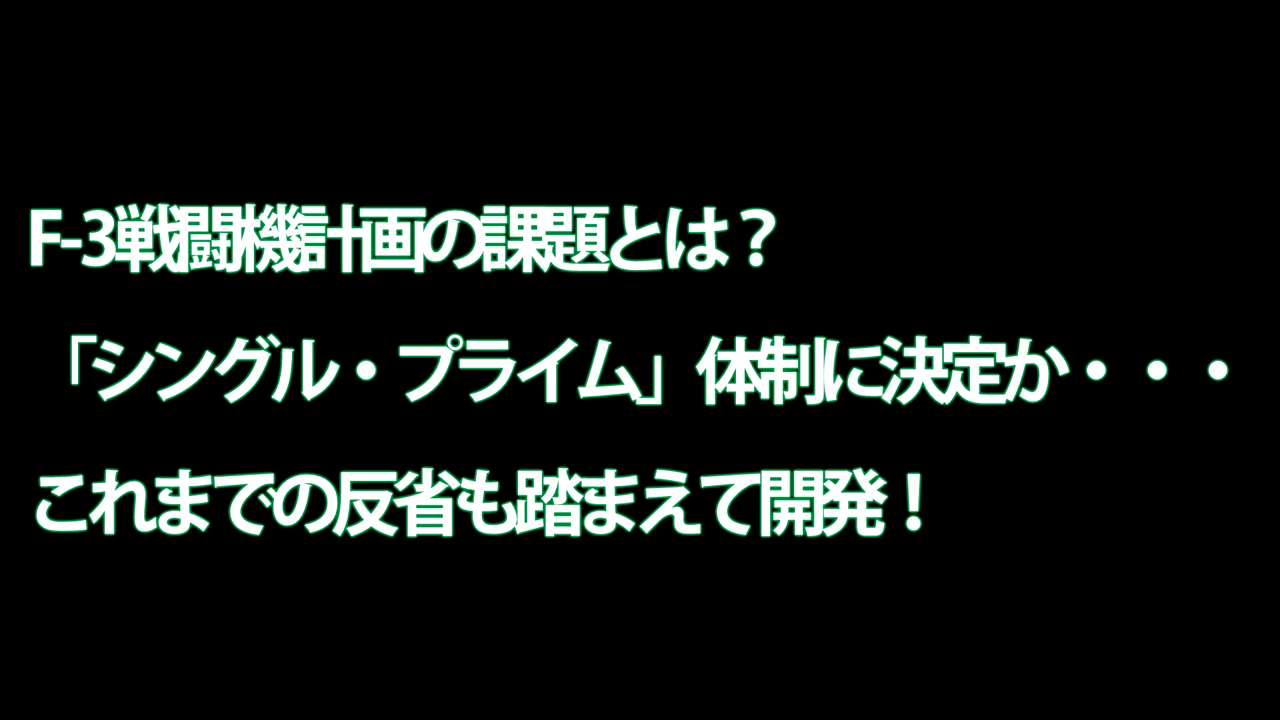 F-3戦闘機計画の課題とは？
「シングル・プライム」体制に決定か・・・
これまでの反省も踏まえて開発！